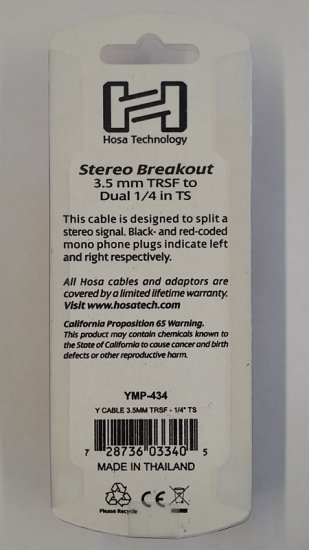 Hosa Technology
Stereo Breakout
3.5 mm TRSF to
Dual 1/4 in TS
This cable is designed to split a
stereo signal. Black- and red-coded
mono phone plugs indicate left
and right respectively.
All Hosa cables and adaptors are
covered by a limited lifetime warranty.
Visit www.hosatech.com
California Proposition 65 Warning.
This product may contain chemicals known to
the State of California to cause cancer and birth
defects or other reproductive harm.
YMP-434
Y CABLE 3.5MM TRSF - 1/4" TS
7 28736 03340 5
MADE IN THAILAND
Please Recycle
CE